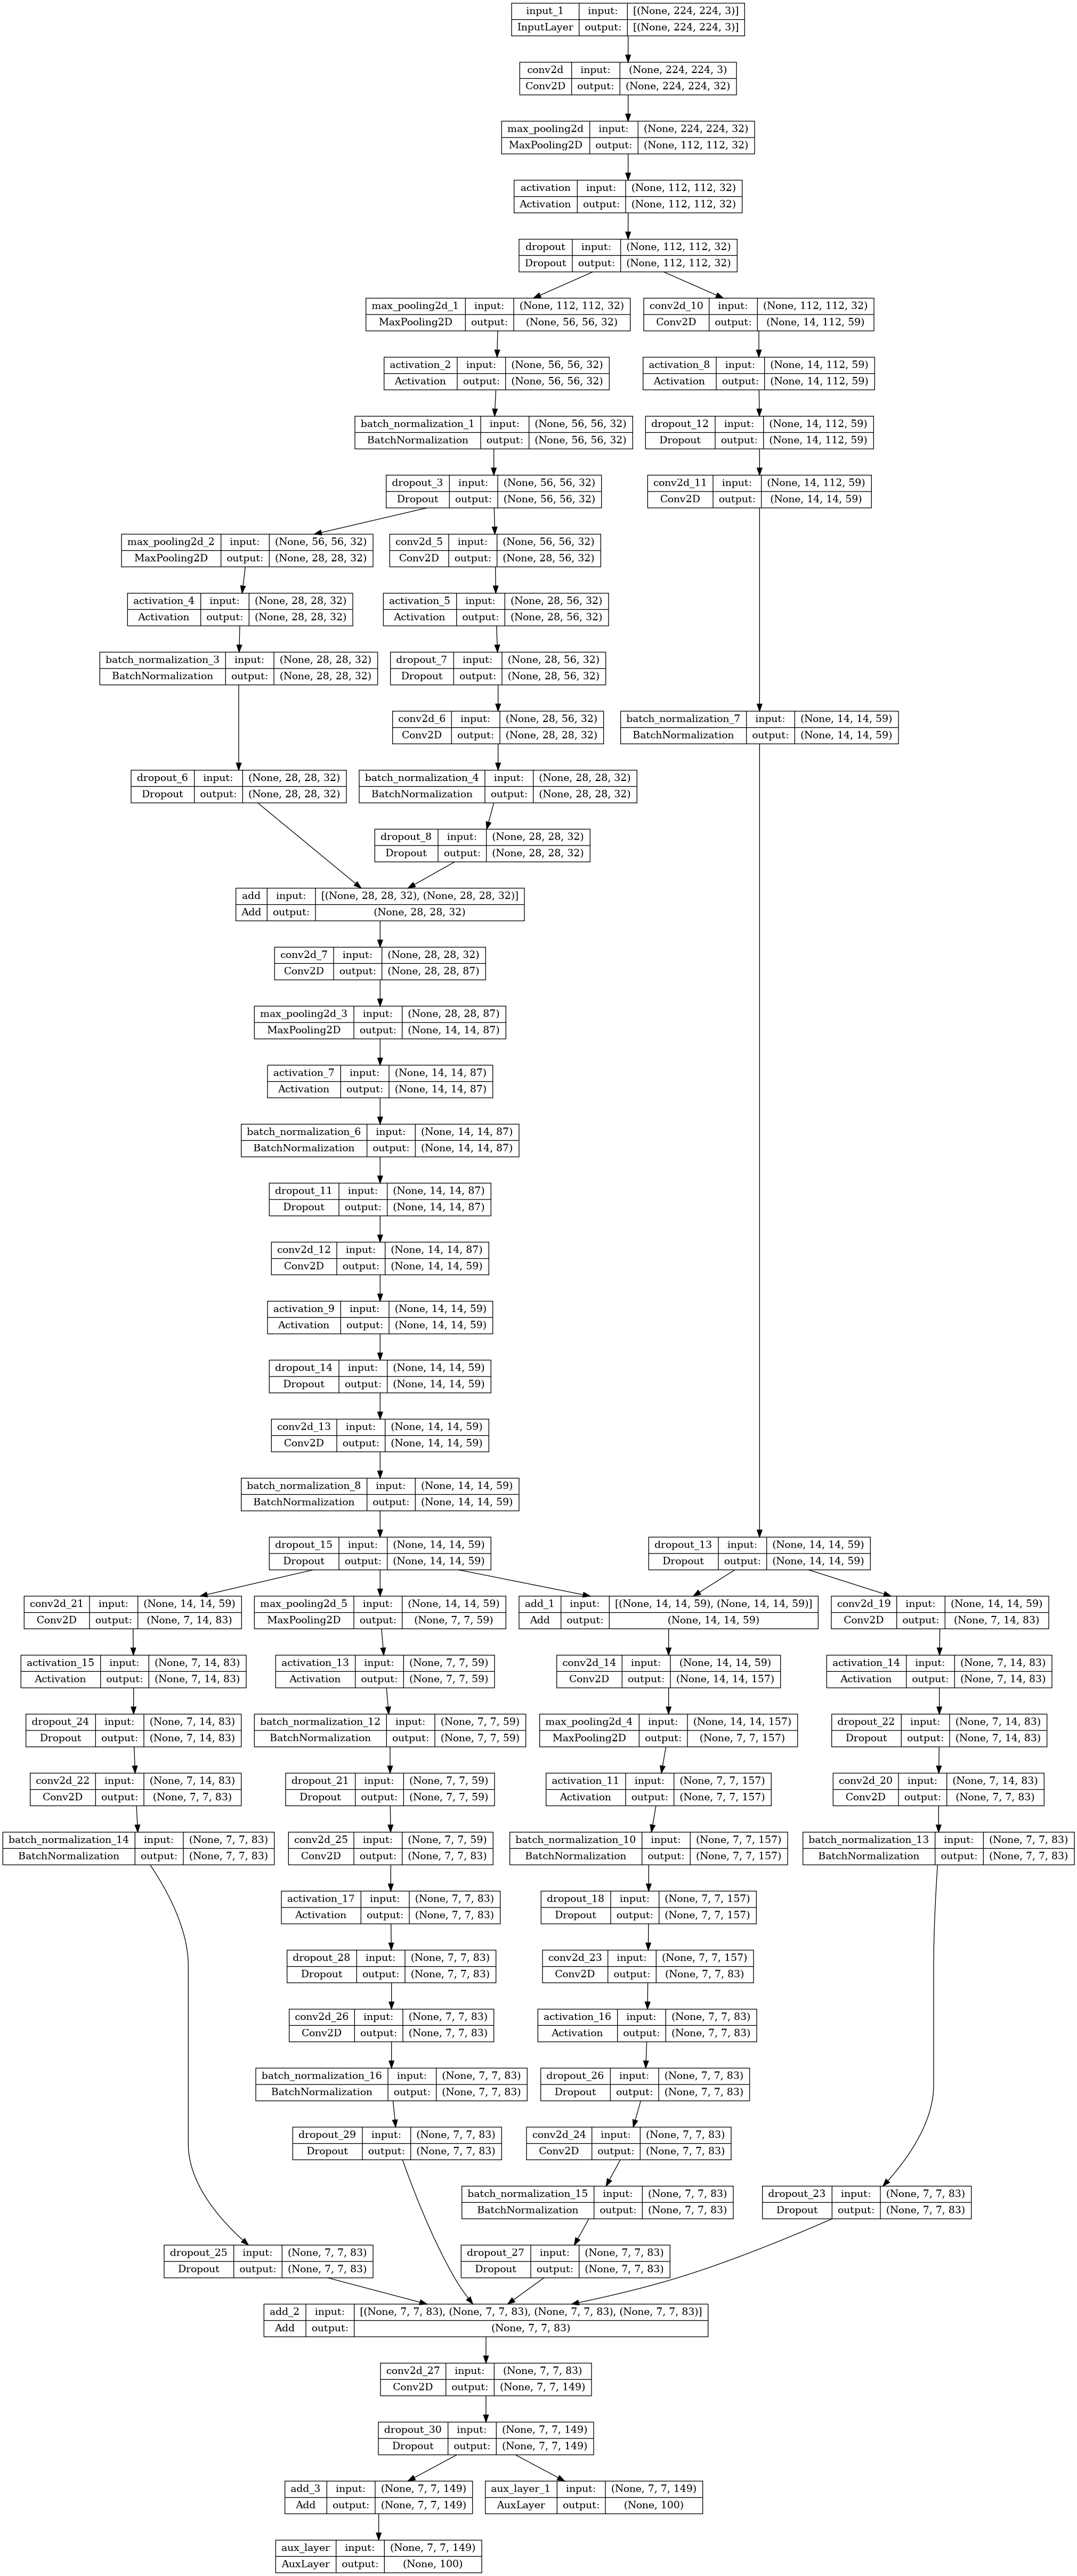 input_1 input: [(None, 224, 224, 3)]
InputLayer output: [(None, 224, 224, 3)]
conv2d input: (None, 224, 224, 3)
Conv2D output: (None, 224, 224, 32)
max_pooling2d input: (None, 224, 224, 32)
MaxPooling2D output: (None, 112, 112, 32)
activation input: (None, 112, 112, 32)
Activation output: (None, 112, 112, 32)
dropout input: (None, 112, 112, 32)
Dropout output: (None, 112, 112, 32)
max_pooling2d_1 input: (None, 112, 112, 32) conv2d_10 input: (None, 112, 112, 32)
MaxPooling2D output: (None, 56, 56, 32) Conv2D output: (None, 14, 112, 59)
activation_2 input: (None, 56, 56, 32) activation_8 input: (None, 14, 112, 59)
Activation output: (None, 56, 56, 32) Activation output: (None, 14, 112, 59)
batch_normalization_1 input: (None, 56, 56, 32) dropout_12 input: (None, 14, 112, 59)
BatchNormalization output: (None, 56, 56, 32) Dropout output: (None, 14, 112, 59)
dropout_3 input: (None, 56, 56, 32) conv2d_11 input: (None, 14, 112, 59)
Dropout output: (None, 56, 56, 32) Conv2D output: (None, 14, 14, 59)
max_pooling2d_2 input: (None, 56, 56, 32) conv2d_5 input: (None, 56, 56, 32)
MaxPooling2D output: (None, 28, 28, 32) Conv2D output: (None, 28, 56, 32)
activation_4 input: (None, 28, 28, 32) activation_5 input: (None, 28, 56, 32)
Activation output: (None, 28, 28, 32) Activation output: (None, 28, 56, 32)
batch_normalization_3 input: (None, 28, 28, 32) dropout_7 input: (None, 28, 56, 32)
BatchNormalization output: (None, 28, 28, 32) Dropout output: (None, 28, 56, 32)
conv2d_6 input: (None, 28, 56, 32) batch_normalization_7 input: (None, 14, 14, 59)
Conv2D output: (None, 28, 28, 32) BatchNormalization output: (None, 14, 14, 59)
dropout_6 input: (None, 28, 28, 32) batch_normalization_4 input: (None, 28, 28, 32)
Dropout output: (None, 28, 28, 32) BatchNormalization output: (None, 28, 28, 32)
dropout_8 input: (None, 28, 28, 32)
Dropout output: (None, 28, 28, 32)
add input: [(None, 28, 28, 32), (None, 28, 28, 32)]
Add output: (None, 28, 28, 32)
conv2d_7 input: (None, 28, 28, 32)
Conv2D output: (None, 28, 28, 87)
max_pooling2d_3 input: (None, 28, 28, 87)
MaxPooling2D output: (None, 14, 14, 87)
activation_7 input: (None, 14, 14, 87)
Activation output: (None, 14, 14, 87)
batch_normalization_6 input: (None, 14, 14, 87)
BatchNormalization output: (None, 14, 14, 87)
dropout_11 input: (None, 14, 14, 87)
Dropout output: (None, 14, 14, 87)
conv2d_12 input: (None, 14, 14, 87)
Conv2D output: (None, 14, 14, 59)
activation_9 input: (None, 14, 14, 59)
Activation output: (None, 14, 14, 59)
dropout_14 input: (None, 14, 14, 59)
Dropout output: (None, 14, 14, 59)
conv2d_13 input: (None, 14, 14, 59)
Conv2D output: (None, 14, 14, 59)
batch_normalization_8 input: (None, 14, 14, 59)
BatchNormalization output: (None, 14, 14, 59)
dropout_15 input: (None, 14, 14, 59) dropout_13 input: (None, 14, 14, 59)
Dropout output: (None, 14, 14, 59) Dropout output: (None, 14, 14, 59)
conv2d_21 input: (None, 14, 14, 59) max_pooling2d_5 input: (None, 14, 14, 59) add_1 input: [(None, 14, 14, 59), (None, 14, 14, 59)] conv2d_19 input: (None, 14, 14, 59)
Conv2D output: (None, 7, 14, 83) MaxPooling2D output: (None, 7, 7, 59) Add output: (None, 14, 14, 59) Conv2D output: (None, 7, 14, 83)
activation_15 input: (None, 7, 14, 83) activation_13 input: (None, 7, 7, 59) conv2d_14 input: (None, 14, 14, 59) activation_14 input: (None, 7, 14, 83)
Activation output: (None, 7, 14, 83) Activation output: (None, 7, 7, 59) Conv2D output: (None, 14, 14, 157) Activation output: (None, 7, 14, 83)
dropout_24 input: (None, 7, 14, 83) batch_normalization_12 input: (None, 7, 7, 59) max_pooling2d_4 input: (None, 14, 14, 157) dropout_22 input: (None, 7, 14, 83)
Dropout output: (None, 7, 14, 83) BatchNormalization output: (None, 7, 7, 59) MaxPooling2D output: (None, 7, 7, 157) Dropout output: (None, 7, 14, 83)
conv2d_22 input: (None, 7, 14, 83) dropout_21 input: (None, 7, 7, 59) activation_11 input: (None, 7, 7, 157) conv2d_20 input: (None, 7, 14, 83)
Conv2D output: (None, 7, 7, 83) Dropout output: (None, 7, 7, 59) Activation output: (None, 7, 7, 157) Conv2D output: (None, 7, 7, 83)
batch_normalization_14 input: (None, 7, 7, 83) conv2d_25 input: (None, 7, 7, 59) batch_normalization_10 input: (None, 7, 7, 157) batch_normalization_13 input: (None, 7, 7, 83)
BatchNormalization output: (None, 7, 7, 83) Conv2D output: (None, 7, 7, 83) BatchNormalization output: (None, 7, 7, 157) BatchNormalization output: (None, 7, 7, 83)
activation_17 input: (None, 7, 7, 83) dropout_18 input: (None, 7, 7, 157)
Activation output: (None, 7, 7, 83) Dropout output: (None, 7, 7, 157)
dropout_28 input: (None, 7, 7, 83) conv2d_23 input: (None, 7, 7, 157)
Dropout output: (None, 7, 7, 83) Conv2D output: (None, 7, 7, 83)
conv2d_26 input: (None, 7, 7, 83) activation_16 input: (None, 7, 7, 83)
Conv2D output: (None, 7, 7, 83) Activation output: (None, 7, 7, 83)
batch_normalization_16 input: (None, 7, 7, 83) dropout_26 input: (None, 7, 7, 83)
BatchNormalization output: (None, 7, 7, 83) Dropout output: (None, 7, 7, 83)
dropout_29 input: (None, 7, 7, 83) conv2d_24 input: (None, 7, 7, 83)
Dropout output: (None, 7, 7, 83) Conv2D output: (None, 7, 7, 83)
batch_normalization_15 input: (None, 7, 7, 83) dropout_23 input: (None, 7, 7, 83)
BatchNormalization output: (None, 7, 7, 83) Dropout output: (None, 7, 7, 83)
dropout_25 input: (None, 7, 7, 83) dropout_27 input: (None, 7, 7, 83)
Dropout output: (None, 7, 7, 83) Dropout output: (None, 7, 7, 83)
add_2 input: [(None, 7, 7, 83), (None, 7, 7, 83), (None, 7, 7, 83), (None, 7, 7, 83)]
Add output: (None, 7, 7, 83)
conv2d_27 input: (None, 7, 7, 83)
Conv2D output: (None, 7, 7, 149)
dropout_30 input: (None, 7, 7, 149)
Dropout output: (None, 7, 7, 149)
add_3 input: (None, 7, 7, 149) aux_layer_1 input: (None, 7, 7, 149)
Add output: (None, 7, 7, 149) AuxLayer output: (None, 100)
aux_layer input: (None, 7, 7, 149)
AuxLayer output: (None, 100)